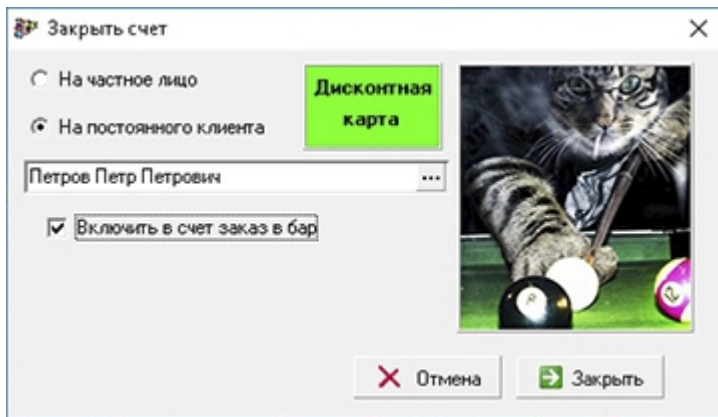 Закрыть счет
На частное лицо
Дисконтная
карта
На постоянного клиента
Петров Петр Петрович
...
Включить в счет заказ в бар
Отмена
Закрыть